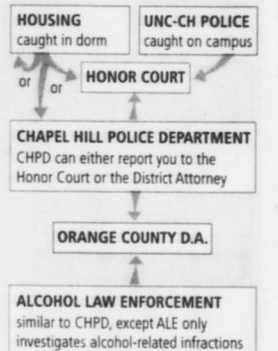 HOUSING
caught in dorm
UNC-CH POLICE
caught on campus
or
or
HONOR COURT
CHAPEL HILL POLICE DEPARTMENT
CHPD can either report you to the
Honor Court or the District Attorney
ORANGE COUNTY D.A.
ALCOHOL LAW ENFORCEMENT
similar to CHPD, except ALE only
investigates alcohol-related infractions